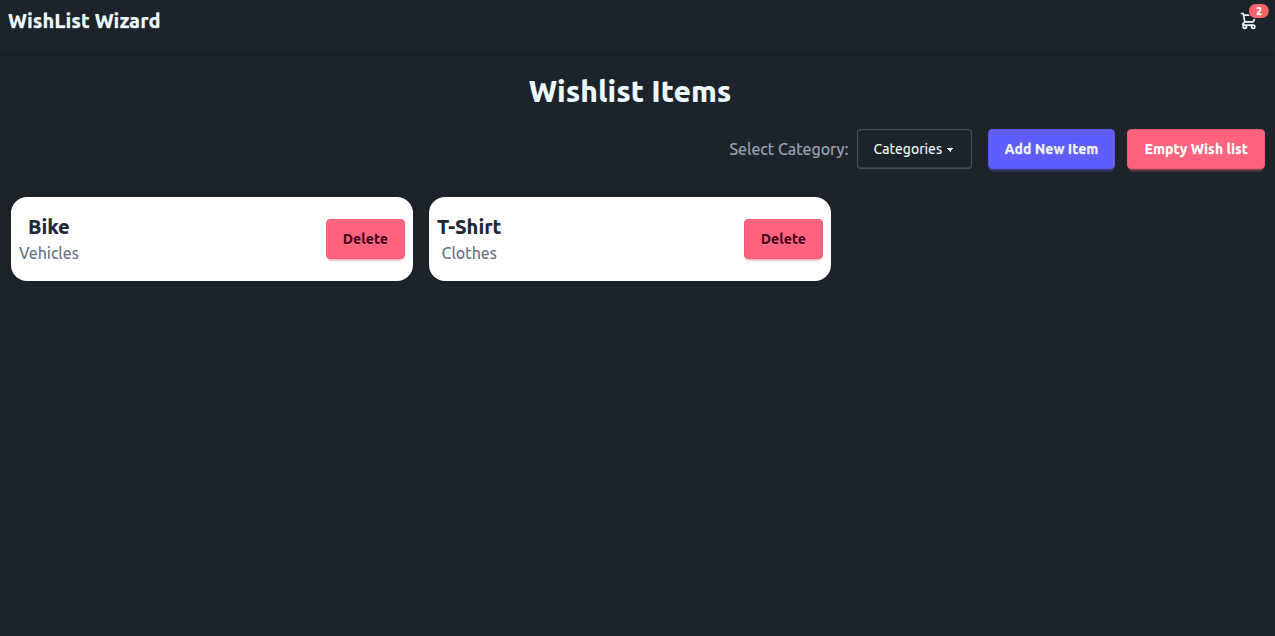 WishList Wizard
2
Wishlist Items
Select Category:
Categories
Add New Item
Empty Wish list
Bike
Vehicles
Delete
T-Shirt
Clothes
Delete